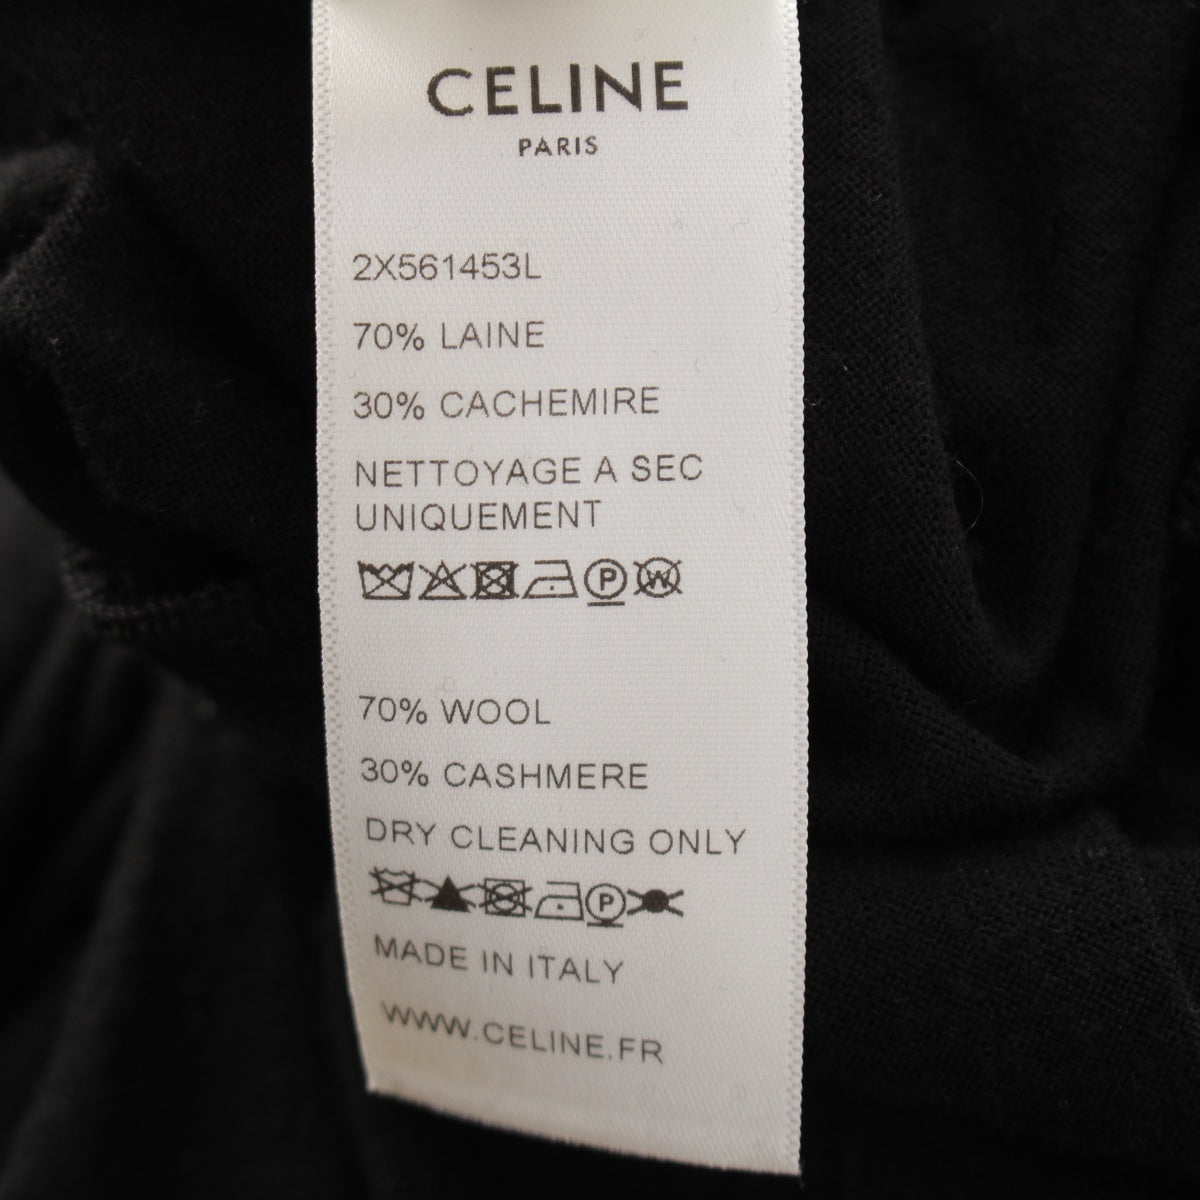 CELINE
PARIS
2X561453L
70% LAINE
30% CACHEMIRE
NETTOYAGE A SEC
UNIQUEMENT
P W
70% WOOL
30% CASHMERE
DRY CLEANING ONLY
P
MADE IN ITALY
WWW.CELINE.FR